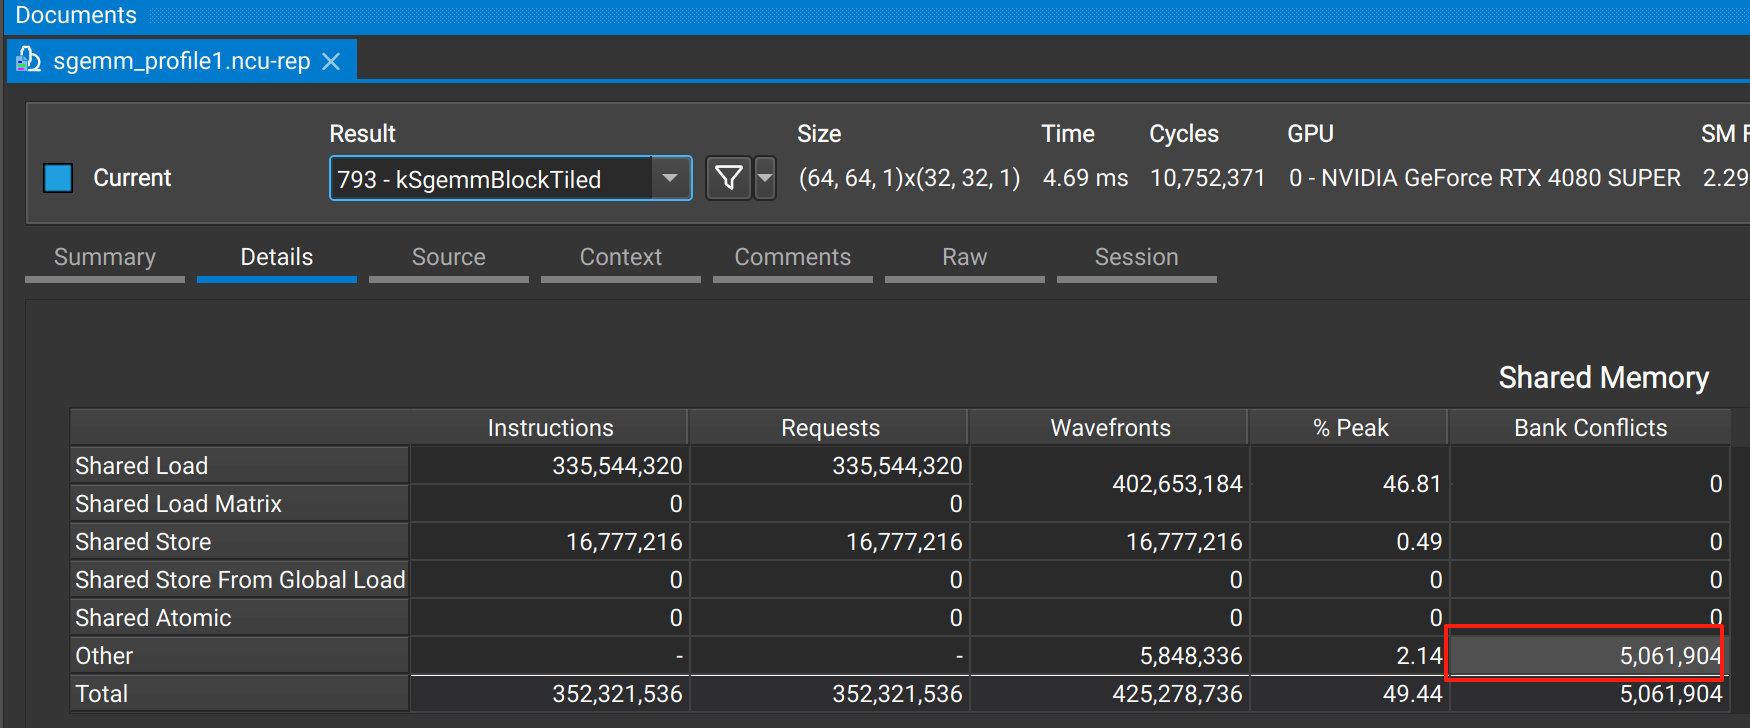 Documents
sgemm_profile1.ncu-rep
Result Size Time Cycles GPU SM F
Current 793 - kSgemmBlockTiled (64, 64, 1)x(32, 32, 1) 4.69 ms 10,752,371 0 - NVIDIA GeForce RTX 4080 SUPER 2.29
Summary Details Source Context Comments Raw Session
Shared Memory
Instructions Requests Wavefronts % Peak Bank Conflicts
Shared Load 335,544,320 335,544,320 402,653,184 46.81 0
Shared Load Matrix 0 0
Shared Store 16,777,216 16,777,216 16,777,216 0.49 0
Shared Store From Global Load 0 0 0 0 0
Shared Atomic 0 0 0 0 0
Other - - 5,848,336 2.14 5,061,904
Total 352,321,536 352,321,536 425,278,736 49.44 5,061,904